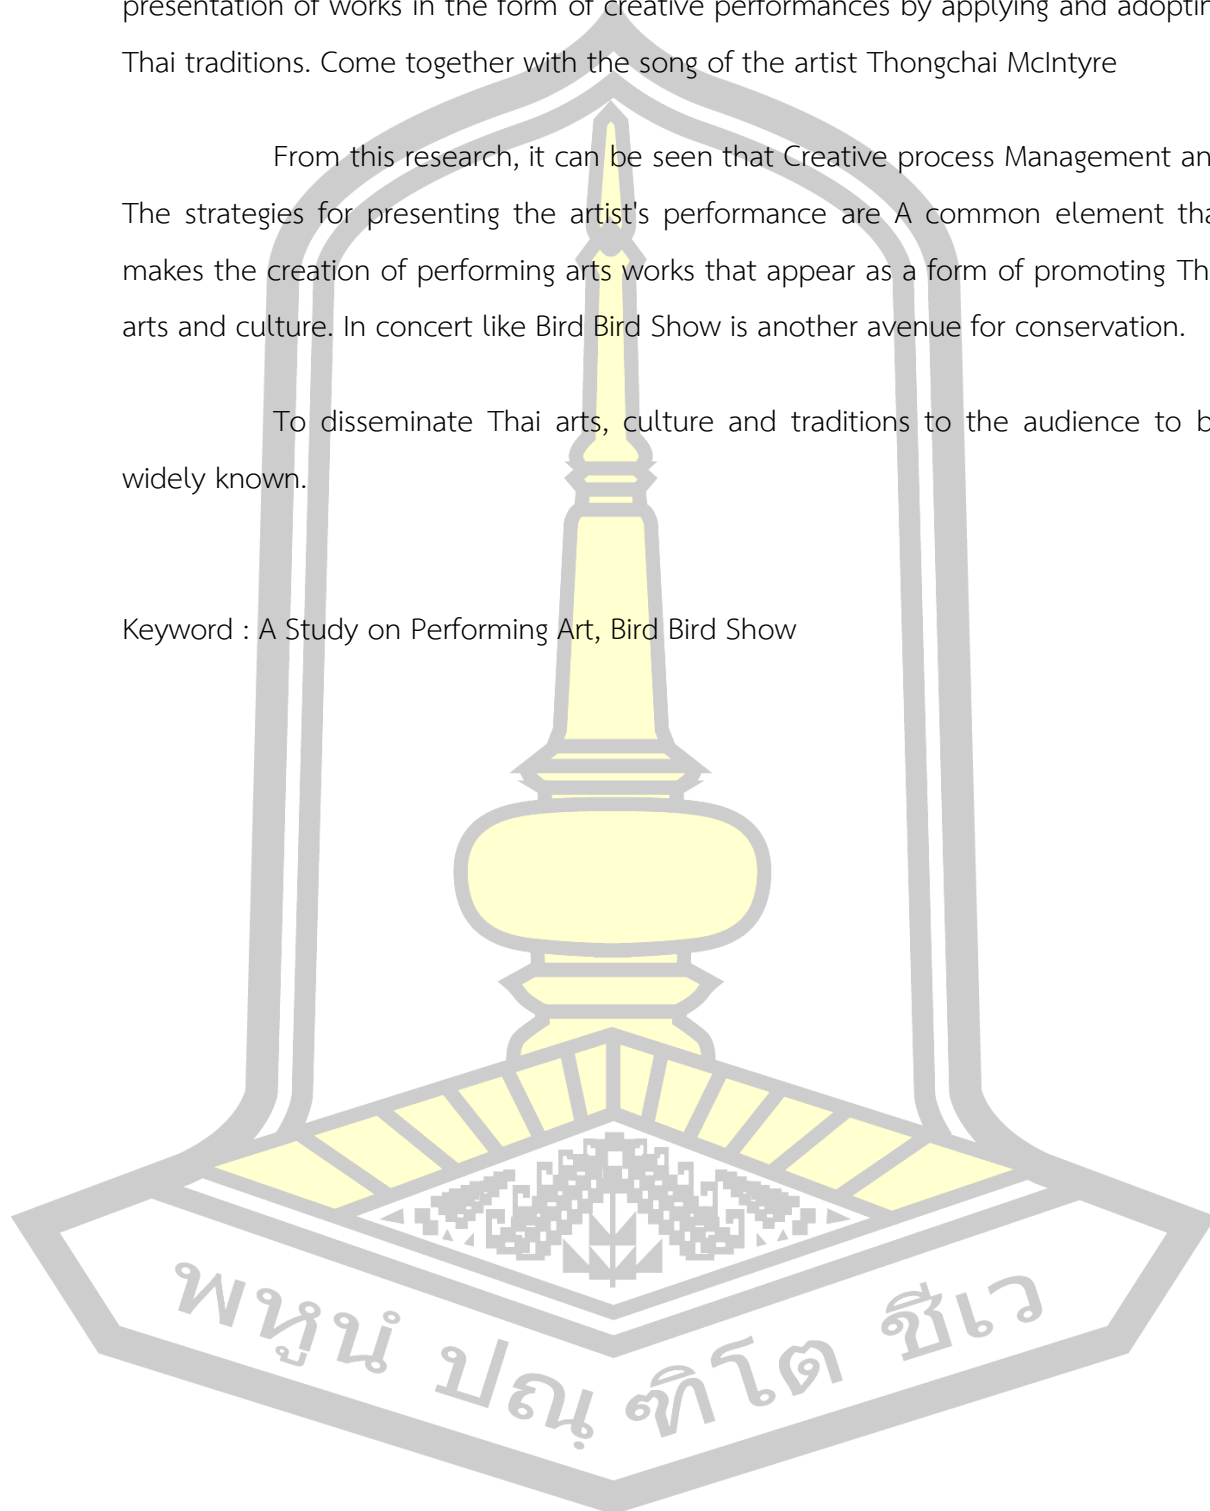 presentation of works in the form of creative performances by applying and adoptin
Thai traditions. Come together with the song of the artist Thongchai McIntyre
From this research, it can be seen that Creative process Management an
The strategies for presenting the artist's performance are A common element tha
makes the creation of performing arts works that appear as a form of promoting Th
arts and culture. In concert like Bird Bird Show is another avenue for conservation.
To disseminate Thai arts, culture and traditions to the audience to b
widely known.
Keyword : A Study on Performing Art, Bird Bird Show
พหูนํ ปณฺ ฑิโต ชีเว